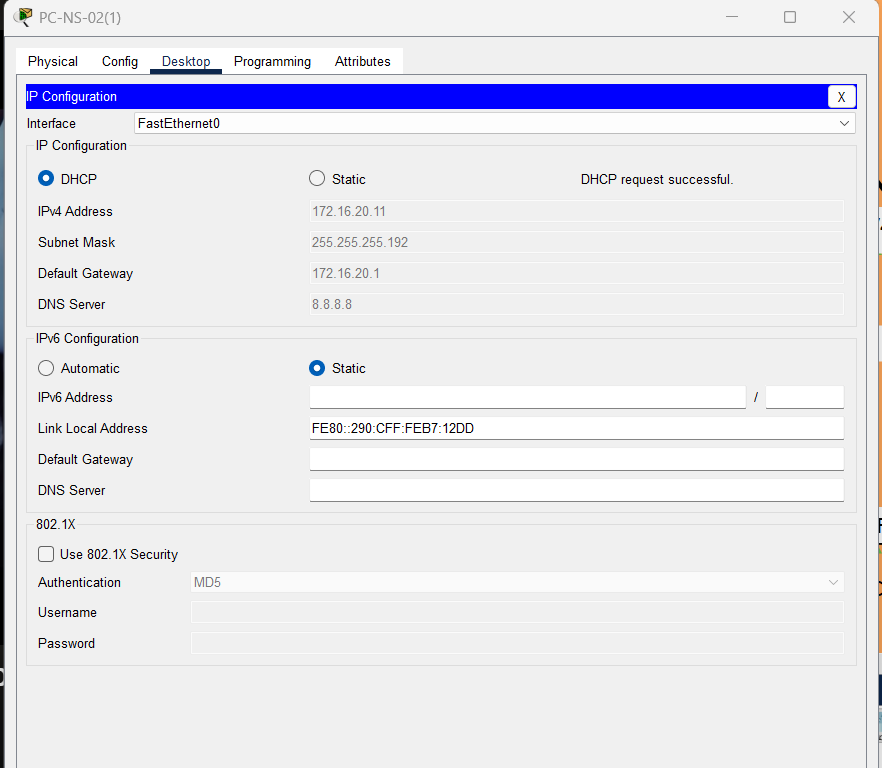 PC-NS-02(1)
Physical Config Desktop Programming Attributes
IP Configuration X
Interface FastEthernet0
IP Configuration
DHCP Static DHCP request successful.
IPv4 Address 172.16.20.11
Subnet Mask 255.255.255.192
Default Gateway 172.16.20.1
DNS Server 8.8.8.8
IPv6 Configuration
Automatic Static
IPv6 Address /
Link Local Address FE80::290:CFF:FEB7:12DD
Default Gateway
DNS Server
802.1X
Use 802.1X Security
Authentication MD5
Username
Password